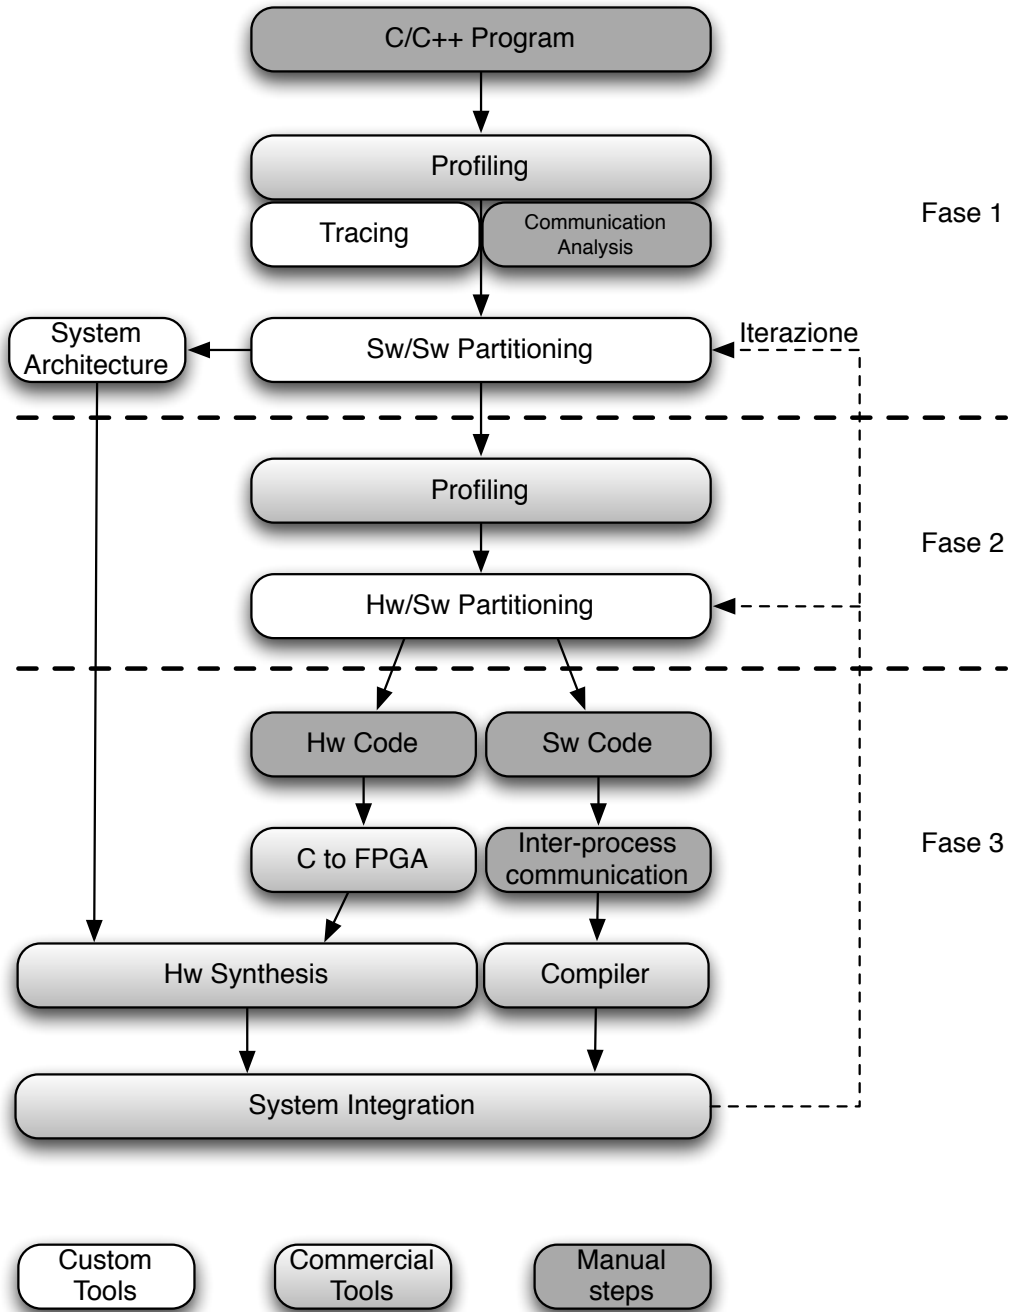 C/C++ Program
Profiling
Fase 1
Tracing
Communication
Analysis
System
Architecture
Sw/Sw Partitioning
Iterazione
Profiling
Fase 2
Hw/Sw Partitioning
Hw Code
Sw Code
C to FPGA
Inter-process
communication
Fase 3
Hw Synthesis
Compiler
System Integration
Custom
Tools
Commercial
Tools
Manual
steps